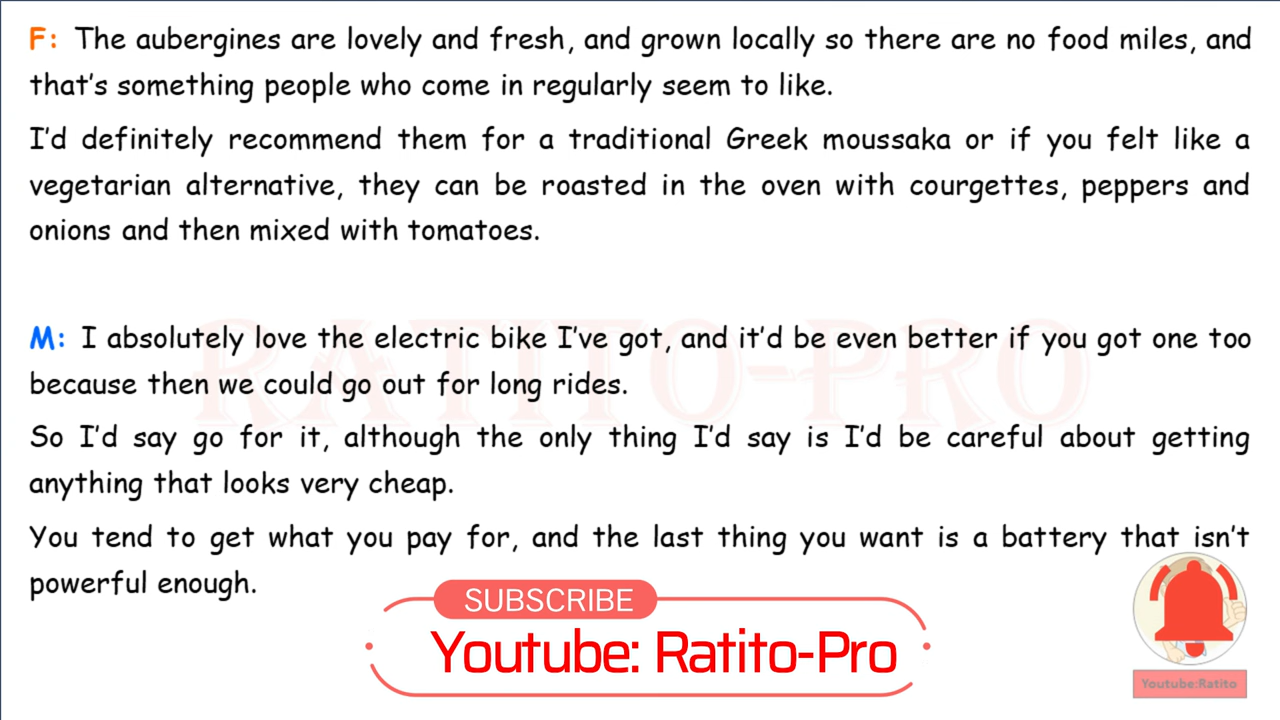 F: The aubergines are lovely and fresh, and grown locally so there are no food miles, and
that's something people who come in regularly seem to like.
I'd definitely recommend them for a traditional Greek moussaka or if you felt like a
vegetarian alternative, they can be roasted in the oven with courgettes, peppers and
onions and then mixed with tomatoes.
RATITO-PRO
M: I absolutely love the electric bike I've got, and it'd be even better if you got one too
because then we could go out for long rides.
So I'd say go for it, although the only thing I'd say is I'd be careful about getting
anything that looks very cheap.
You tend to get what you pay for, and the last thing you want is a battery that isn't
powerful enough.
SUBSCRIBE
Youtube: Ratito-Pro
Youtube:Ratito